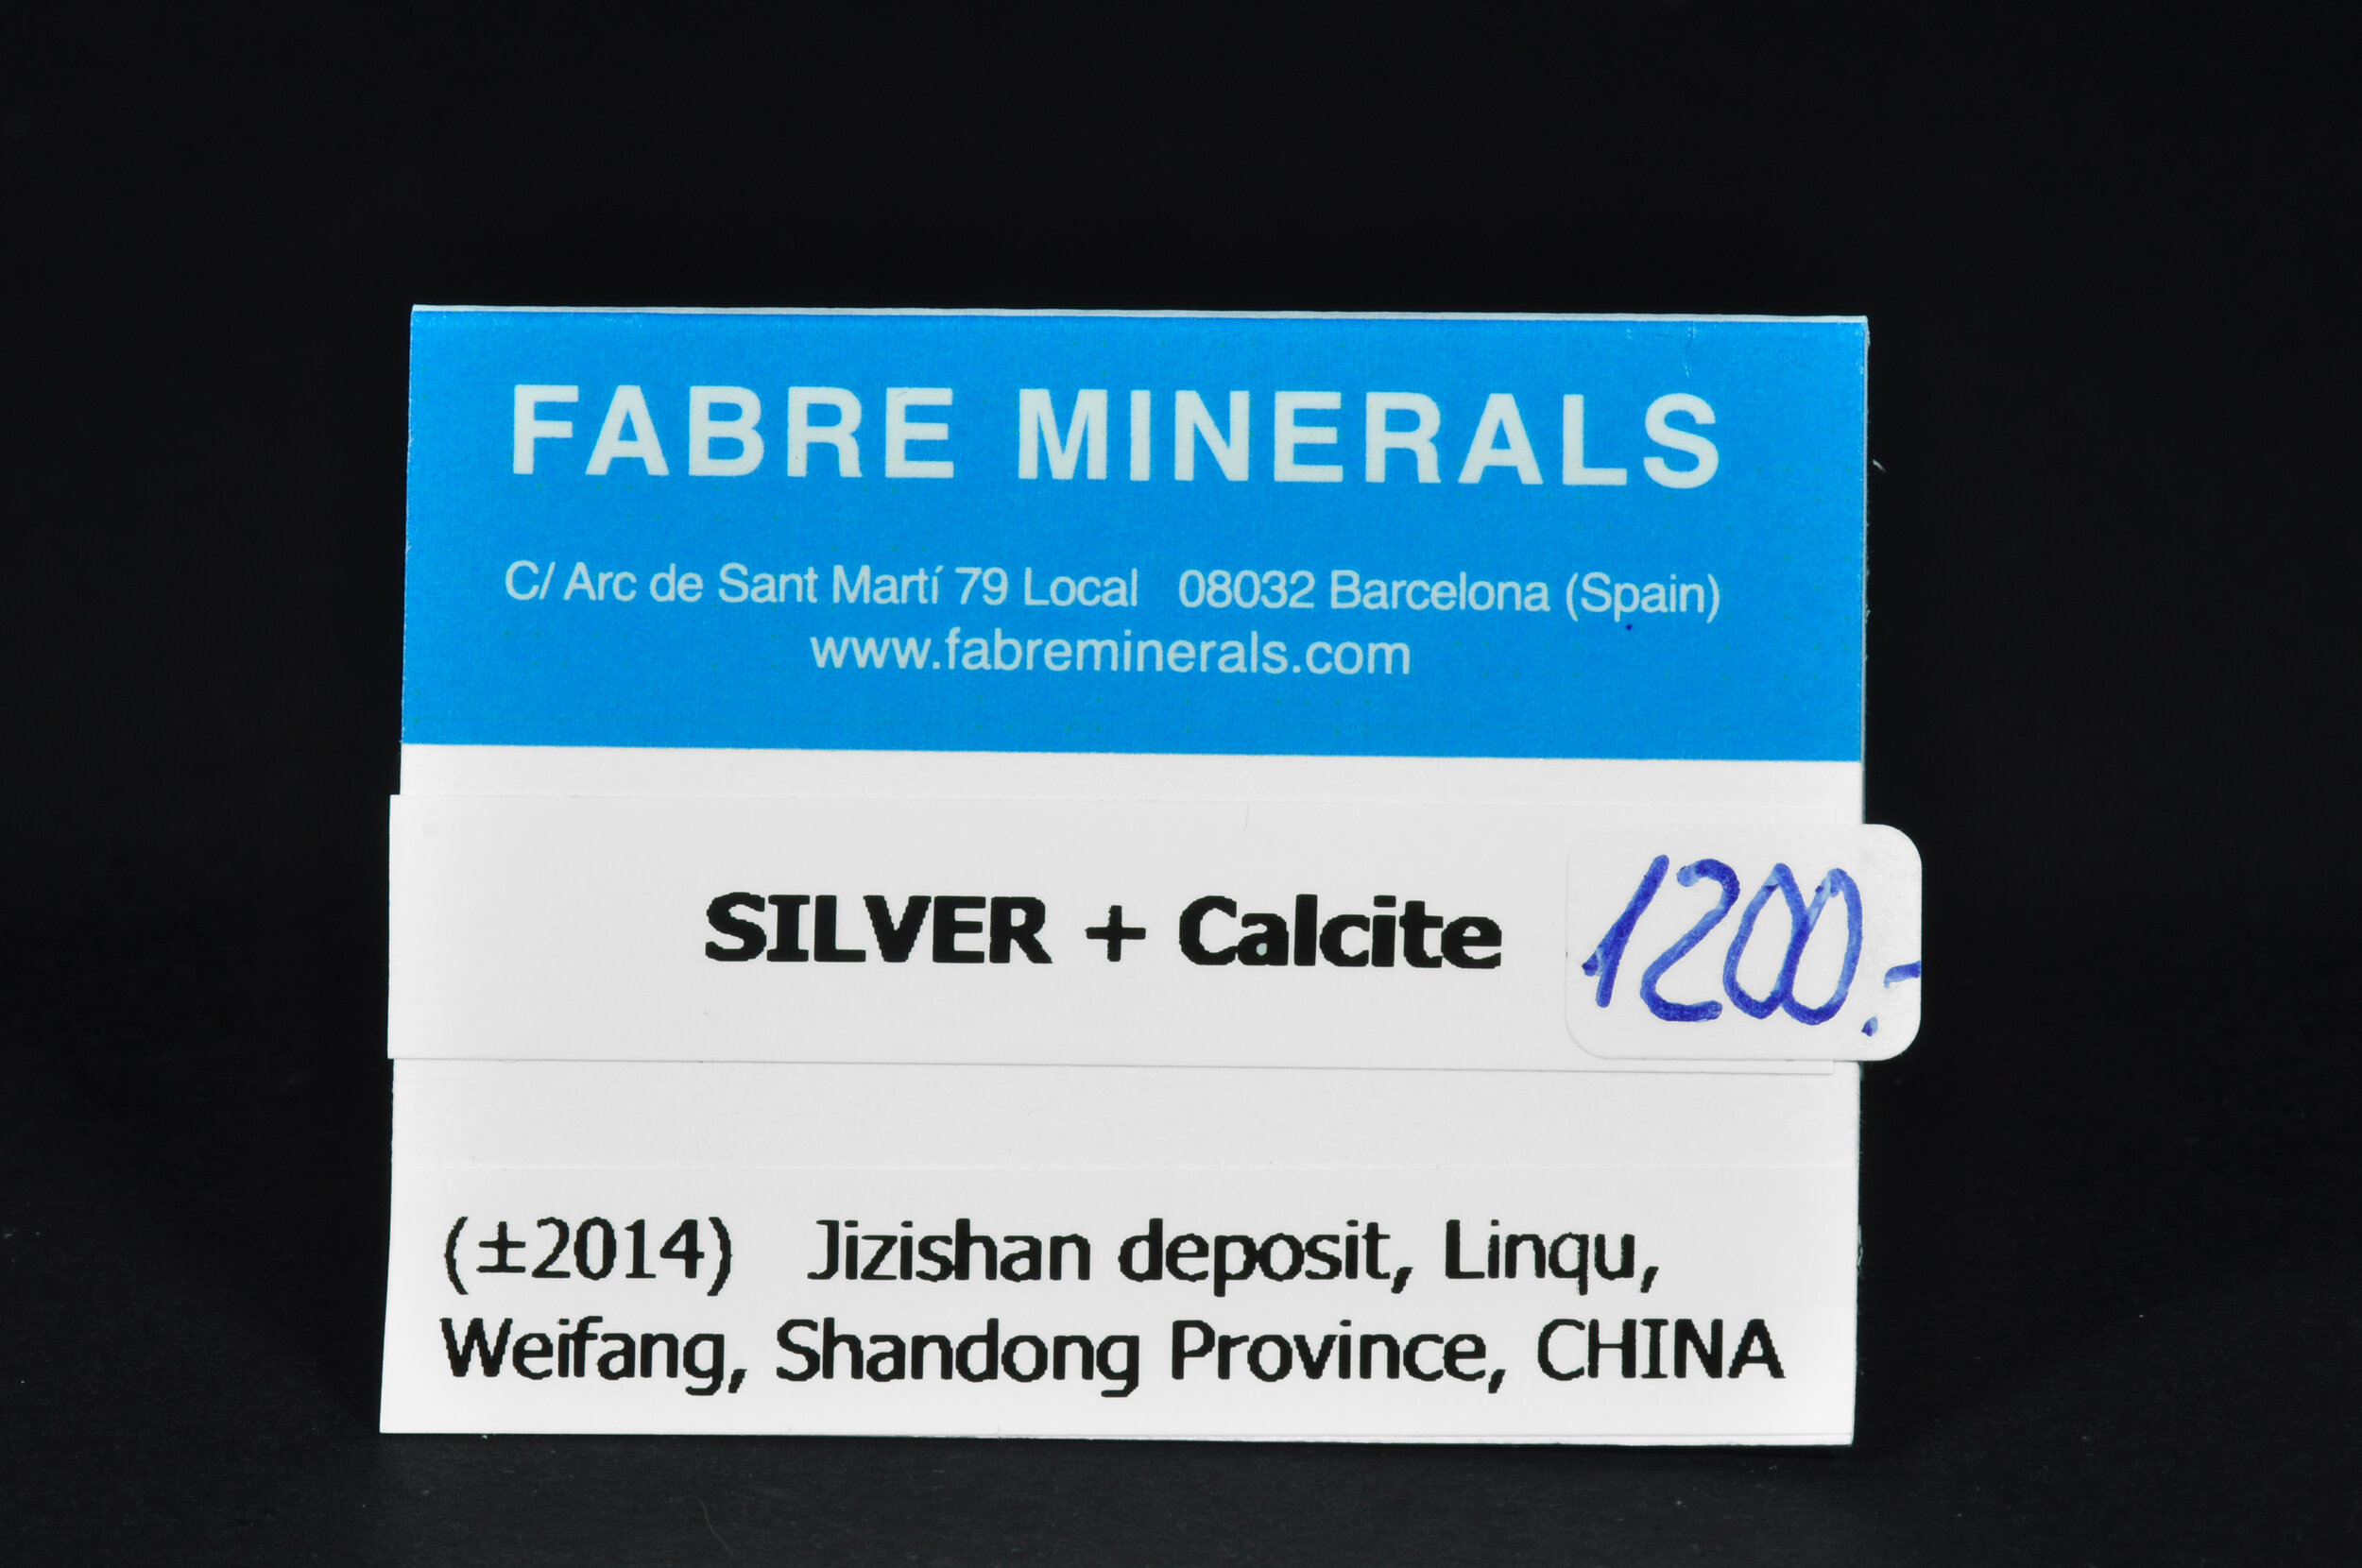 FABRE MINERALS
C/ Arc de Sant Martí 79 Local 08032 Barcelona (Spain)
www.fabreminerals.com
SILVER + Calcite
1200.-
(±2014) Jizishan deposit, Linqu,
Weifang, Shandong Province, CHINA